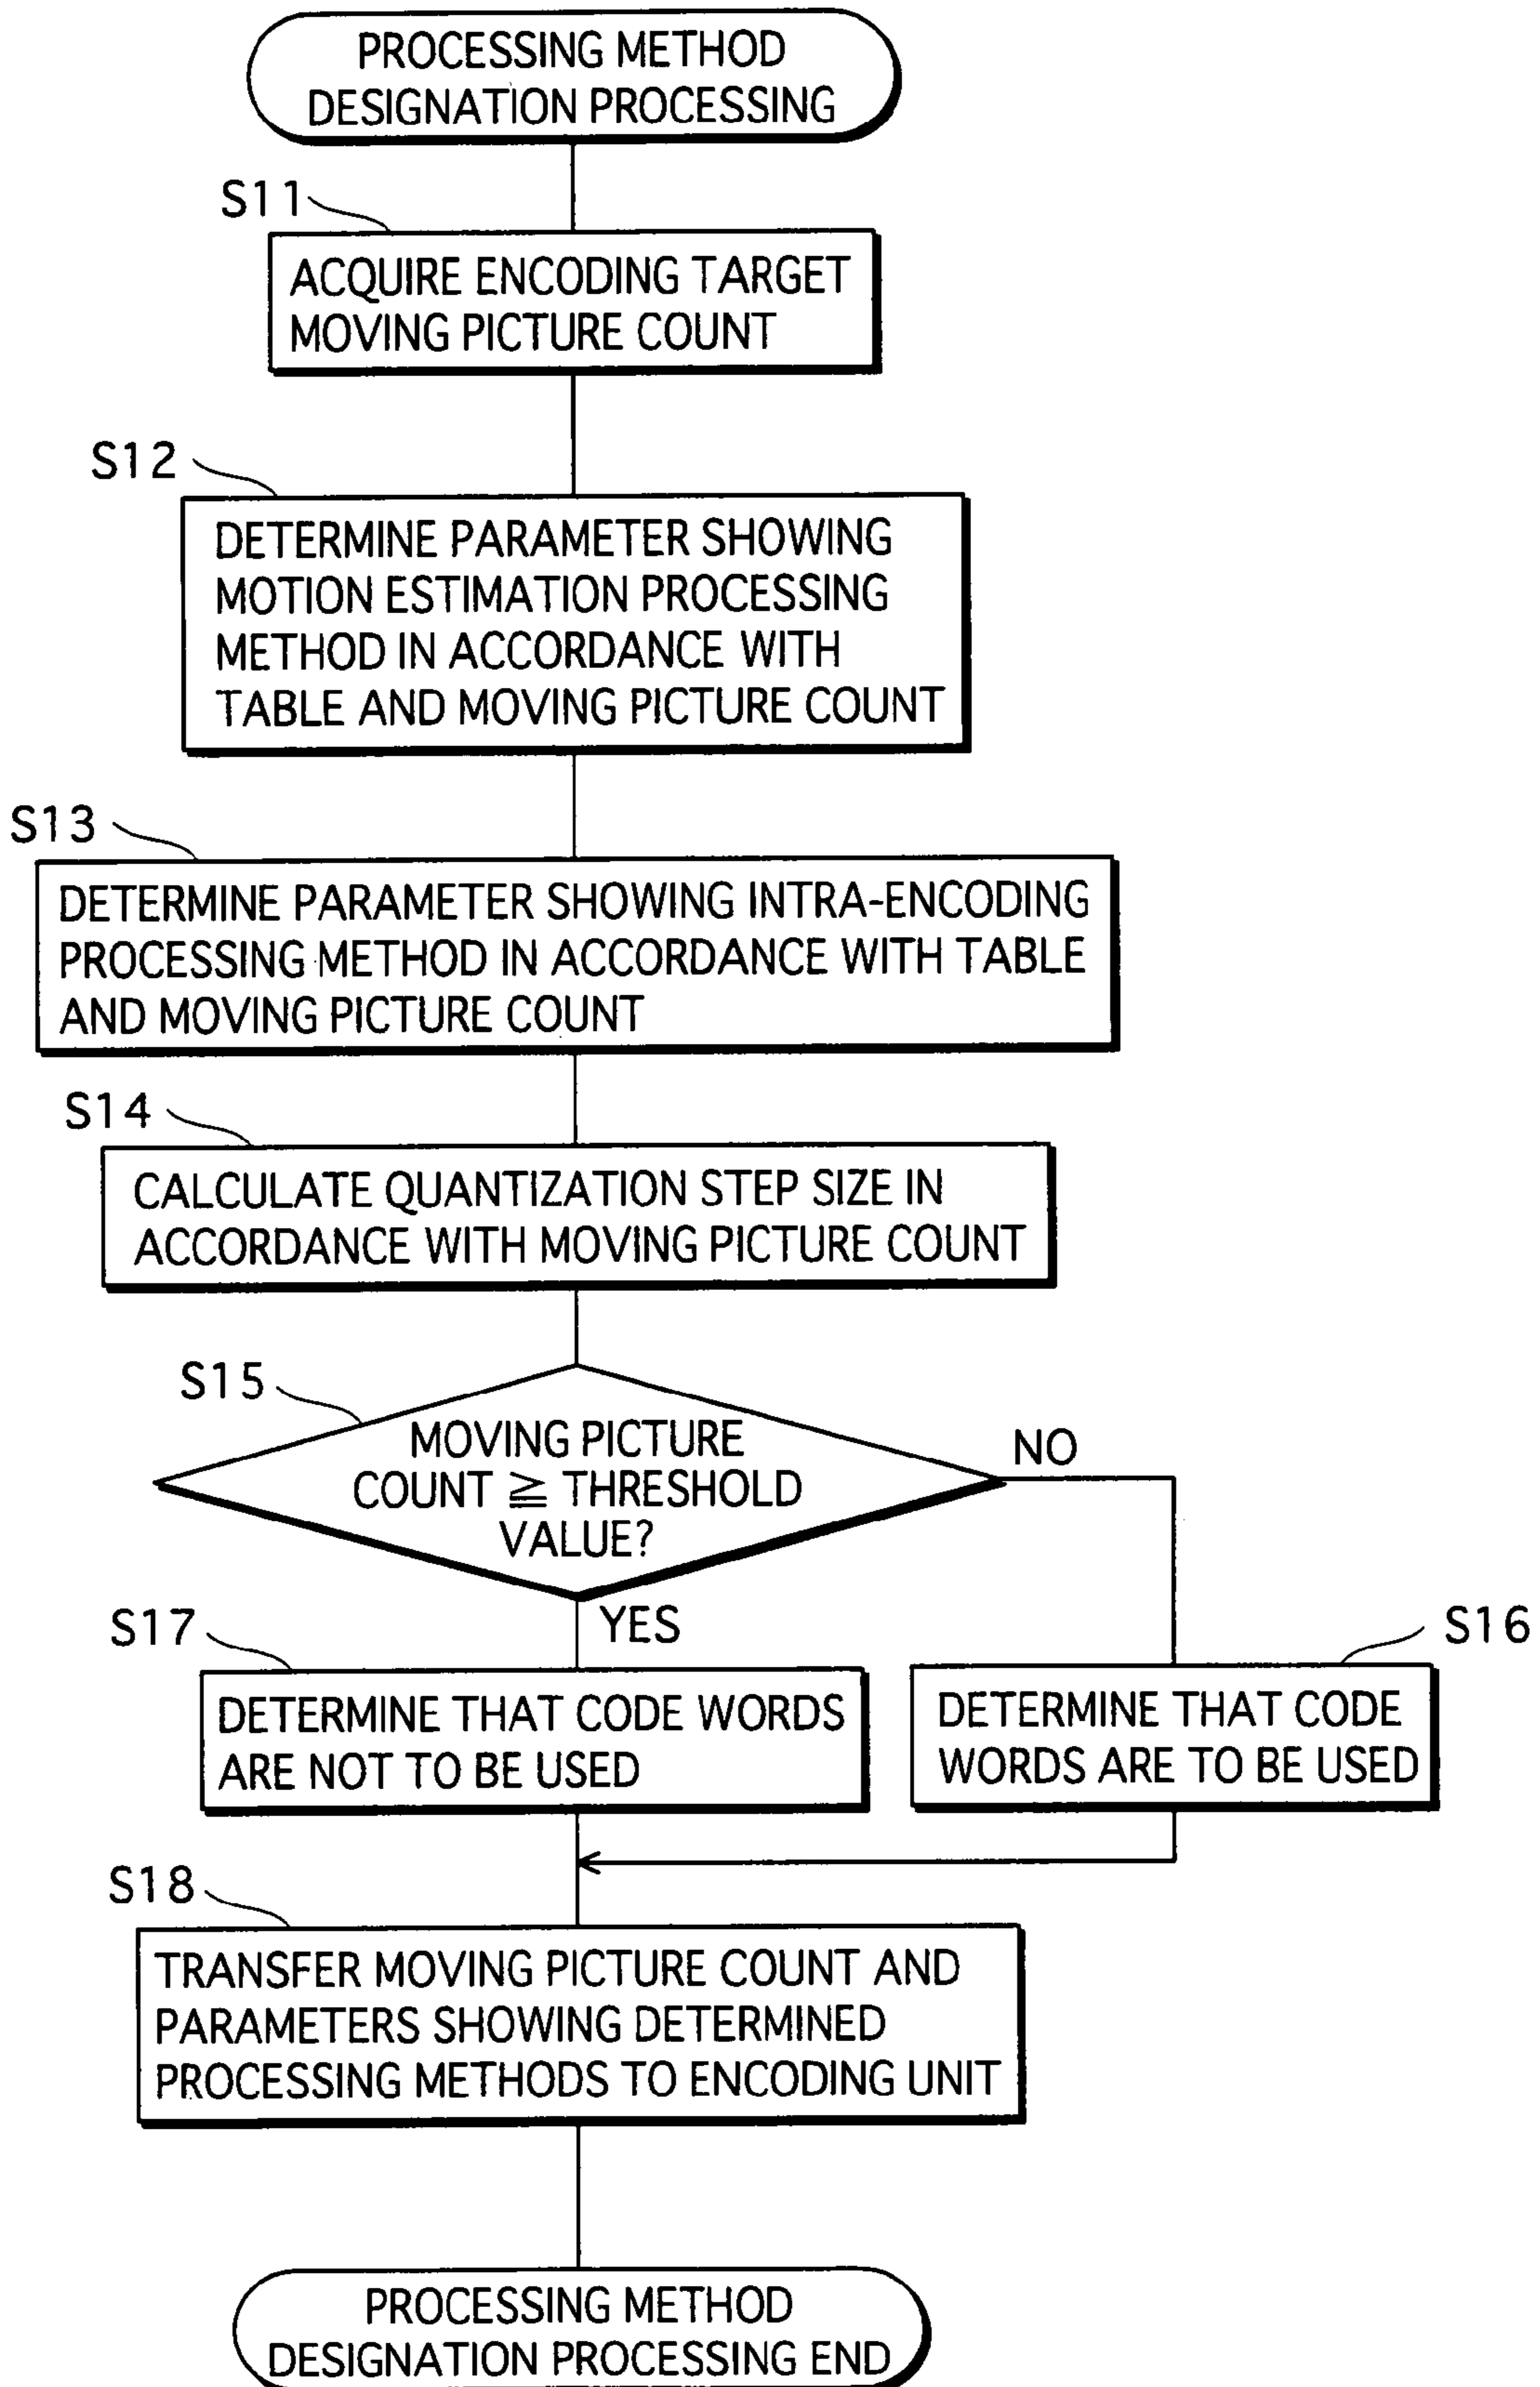 PROCESSING METHOD
DESIGNATION PROCESSING
S11
ACQUIRE ENCODING TARGET
MOVING PICTURE COUNT
S12
DETERMINE PARAMETER SHOWING
MOTION ESTIMATION PROCESSING
METHOD IN ACCORDANCE WITH
TABLE AND MOVING PICTURE COUNT
S13
DETERMINE PARAMETER SHOWING INTRA-ENCODING
PROCESSING METHOD IN ACCORDANCE WITH TABLE
AND MOVING PICTURE COUNT
S14
CALCULATE QUANTIZATION STEP SIZE IN
ACCORDANCE WITH MOVING PICTURE COUNT
S15
MOVING PICTURE
COUNT ≧ THRESHOLD
VALUE?
NO
YES
S17
DETERMINE THAT CODE WORDS
ARE NOT TO BE USED
S16
DETERMINE THAT CODE
WORDS ARE TO BE USED
S18
TRANSFER MOVING PICTURE COUNT AND
PARAMETERS SHOWING DETERMINED
PROCESSING METHODS TO ENCODING UNIT
PROCESSING METHOD
DESIGNATION PROCESSING END